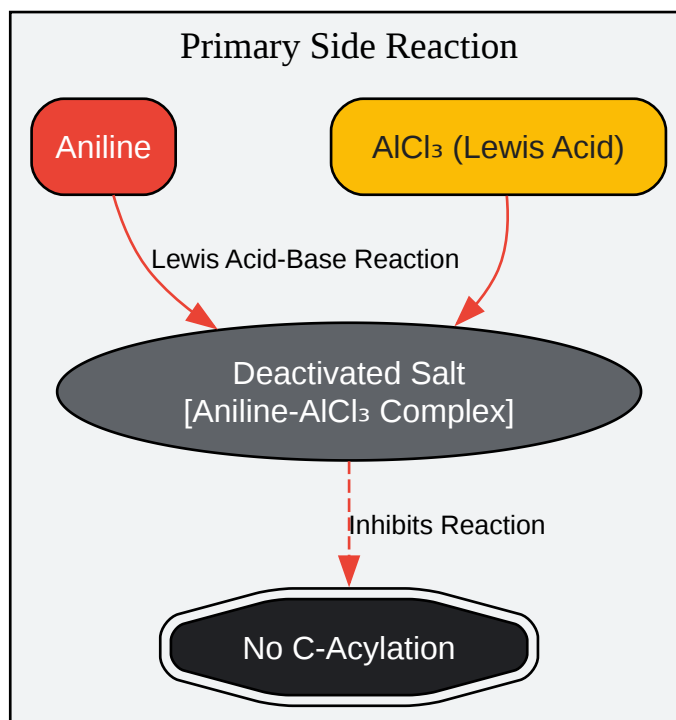 Primary Side Reaction
Aniline
AlCl₃ (Lewis Acid)
Lewis Acid-Base Reaction
Deactivated Salt
[Aniline-AlCl₃ Complex]
Inhibits Reaction
No C-Acylation